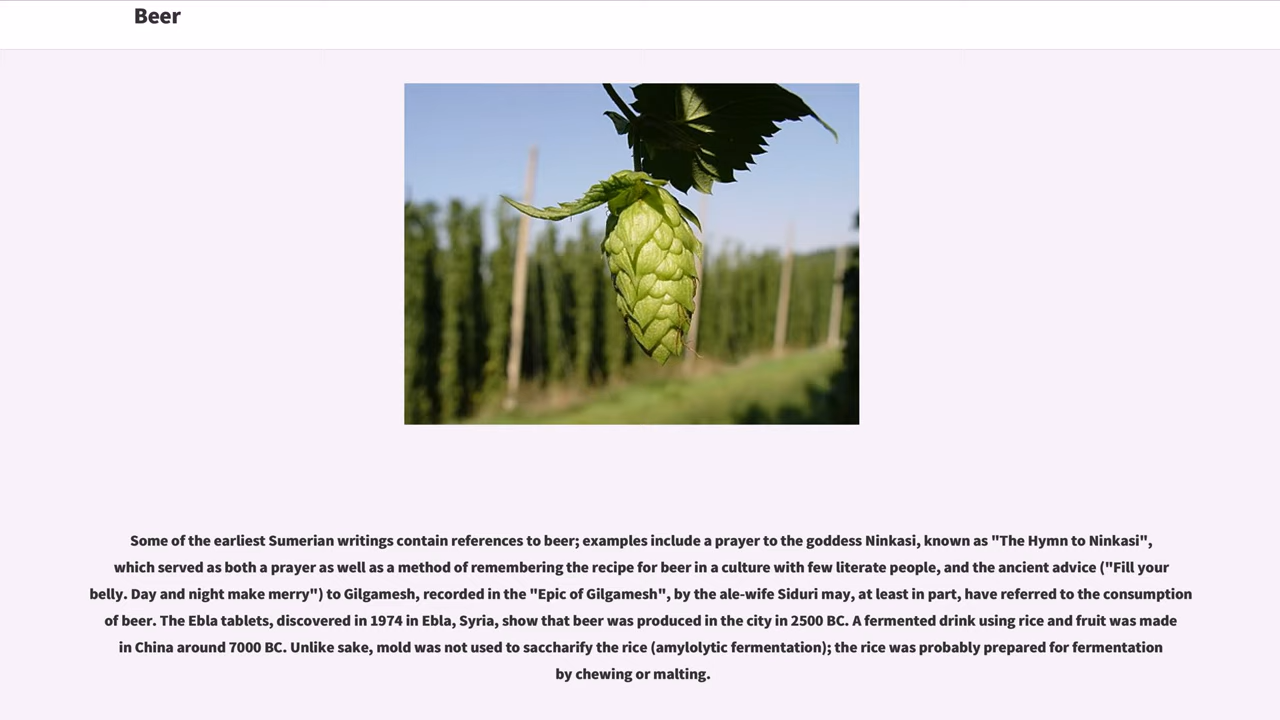 Beer
Some of the earliest Sumerian writings contain references to beer; examples include a prayer to the goddess Ninkasi, known as "The Hymn to Ninkasi",
which served as both a prayer as well as a method of remembering the recipe for beer in a culture with few literate people, and the ancient advice ("Fill your
belly. Day and night make merry") to Gilgamesh, recorded in the "Epic of Gilgamesh", by the ale-wife Siduri may, at least in part, have referred to the consumption
of beer. The Ebla tablets, discovered in 1974 in Ebla, Syria, show that beer was produced in the city in 2500 BC. A fermented drink using rice and fruit was made
in China around 7000 BC. Unlike sake, mold was not used to saccharify the rice (amylolytic fermentation); the rice was probably prepared for fermentation
by chewing or malting.